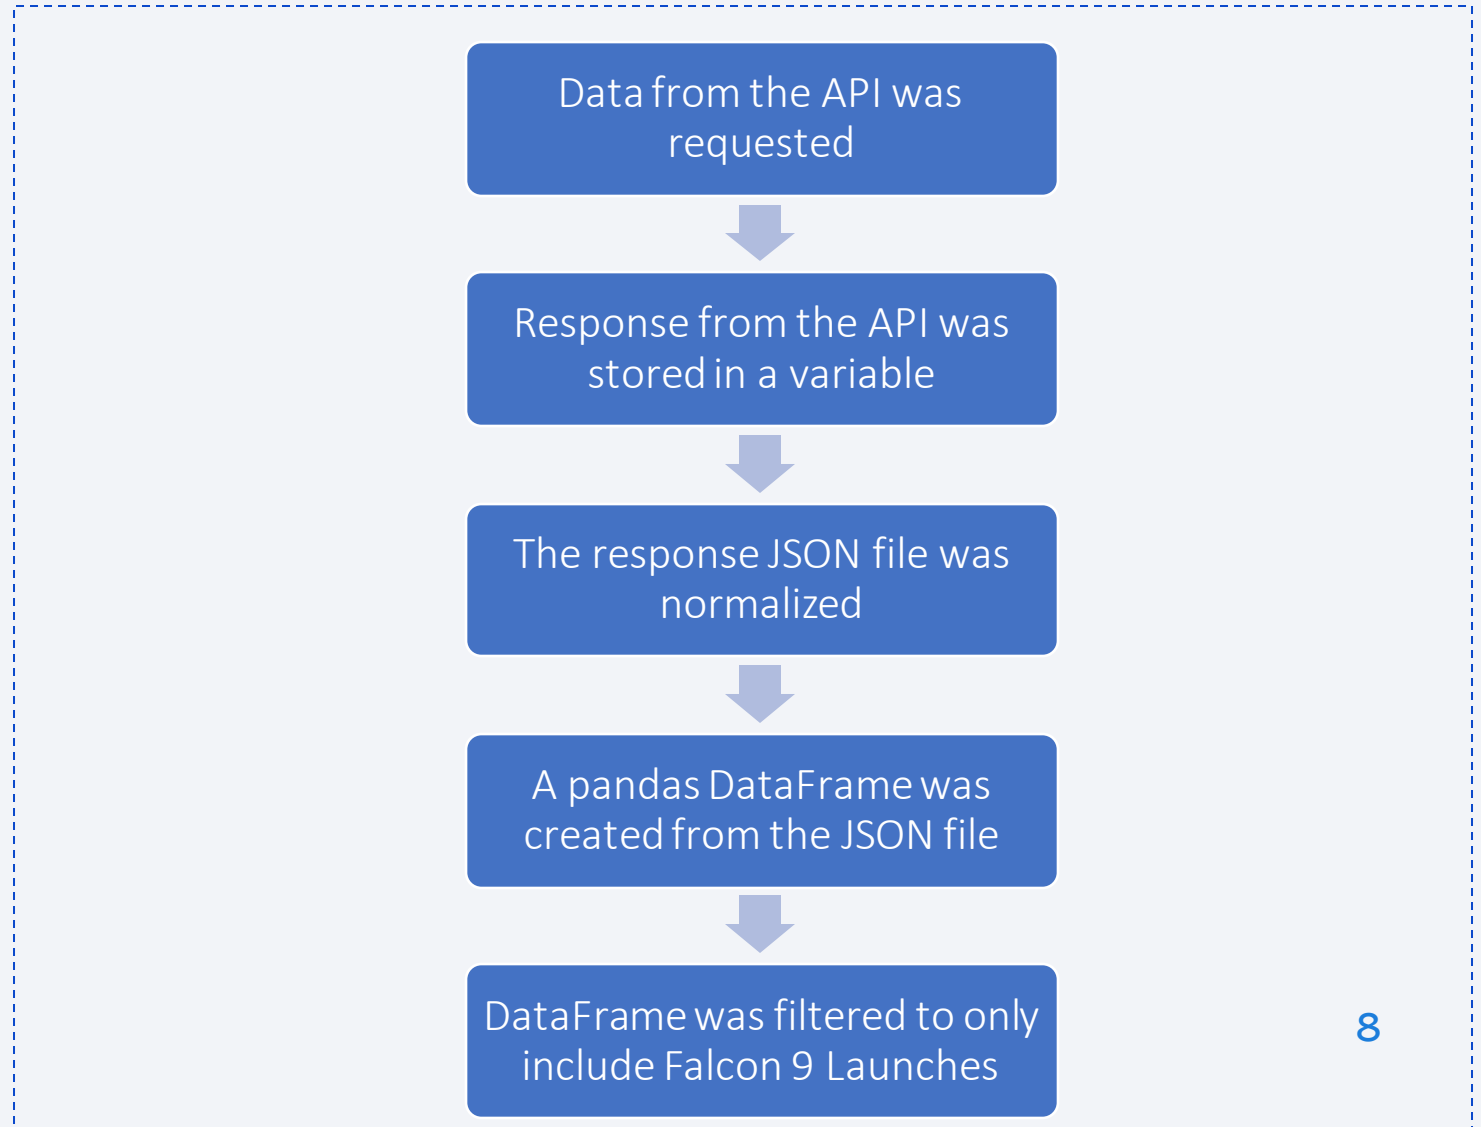 Data from the API was
requested
Response from the API was
stored in a variable
The response JSON file was
normalized
A pandas DataFrame was
created from the JSON file
DataFrame was filtered to only
include Falcon 9 Launches
8